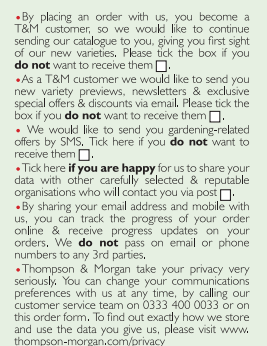 •By placing an order with us, you become a
T&M customer, so we would like to continue
sending our catalogue to you, giving you first sight
of our new varieties. Please tick the box if you
do not want to receive them □.
•As a T&M customer we would like to send you
new variety previews, newsletters & exclusive
special offers & discounts via email. Please tick the
box if you do not want to receive them □.
• We would like to send you gardening-related
offers by SMS. Tick here if you do not want to
receive them □.
•Tick here if you are happy for us to share your
data with other carefully selected & reputable
organisations who will contact you via post □.
•By sharing your email address and mobile with
us, you can track the progress of your order
online & receive progress updates on your
orders. We do not pass on email or phone
numbers to any 3rd parties.
•Thompson & Morgan take your privacy very
seriously. You can change your communications
preferences with us at any time, by calling our
customer service team on 0333 400 0033 or on
this order form. To find out exactly how we store
and use the data you give us, please visit www.
thompson-morgan.com/privacy